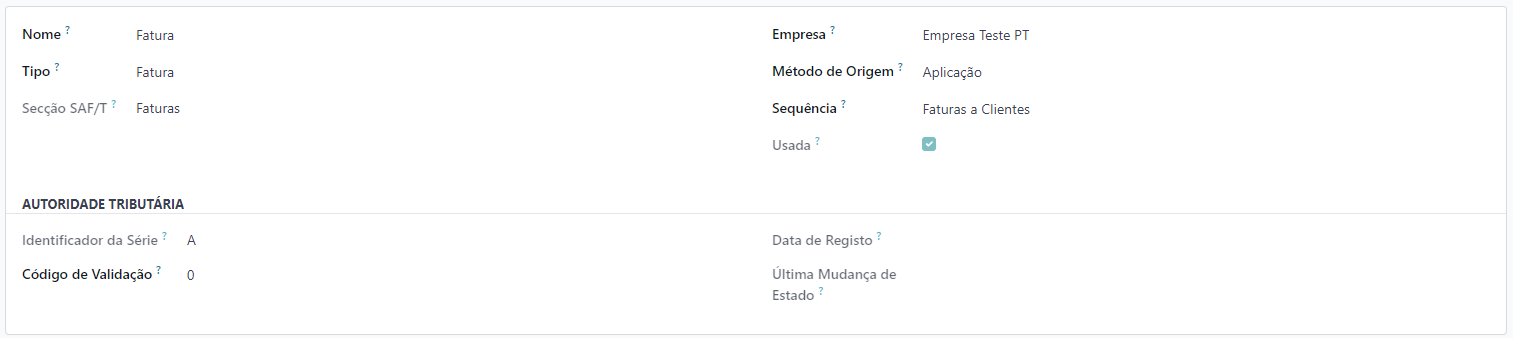 Nome ? Fatura
Empresa ? Empresa Teste PT
Tipo ? Fatura
Método de Origem ? Aplicação
Secção SAF/T ? Faturas
Sequência ? Faturas a Clientes
Usada ?
AUTORIDADE TRIBUTÁRIA
Identificador da Série ? A
Data de Registo ?
Código de Validação ? 0
Última Mudança de
Estado ?